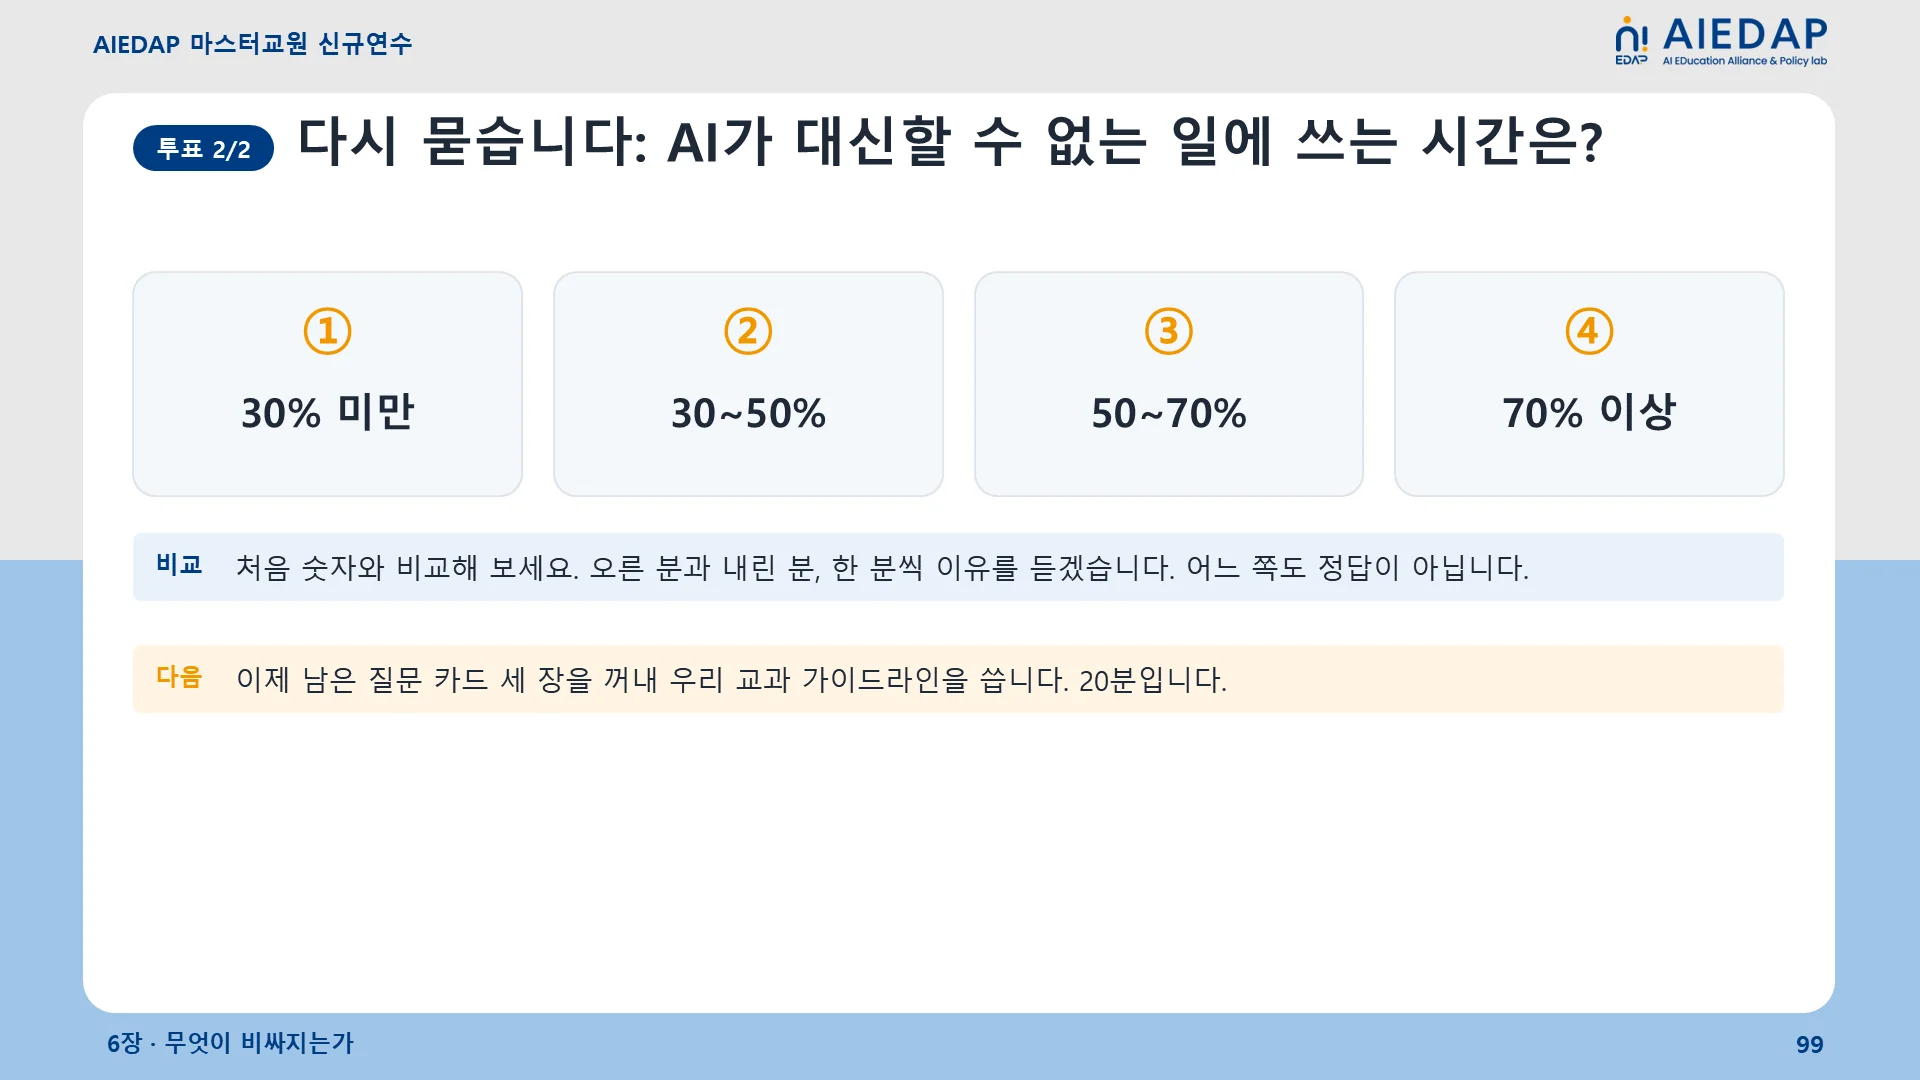 AIEDAP 마스터교원 신규연수
AIEDAP
EDAP
AI EDucation Alliance & Policy lab
투표 2/2
다시 묻습니다: AI가 대신할 수 없는 일에 쓰는 시간은?
①
30% 미만
②
30~50%
③
50~70%
④
70% 이상
비교
처음 숫자와 비교해 보세요. 오른 분과 내린 분, 한 분씩 이유를 듣겠습니다. 어느 쪽도 정답이 아닙니다.
다음
이제 남은 질문 카드 세 장을 꺼내 우리 교과 가이드라인을 씁니다. 20분입니다.
6장 · 무엇이 비싸지는가
99